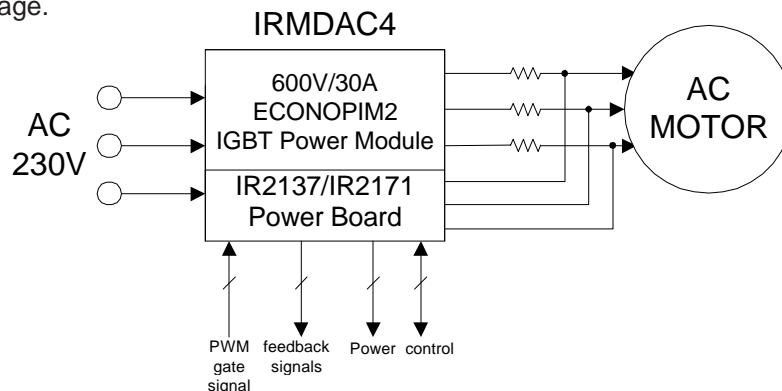 age.
IRMDAC4
600V/30A
ECONOPIM2
IGBT Power Module
AC
230V
IR2137/IR2171
Power Board
AC
MOTOR
PWM
gate
signal
feedback
signals
Power
control